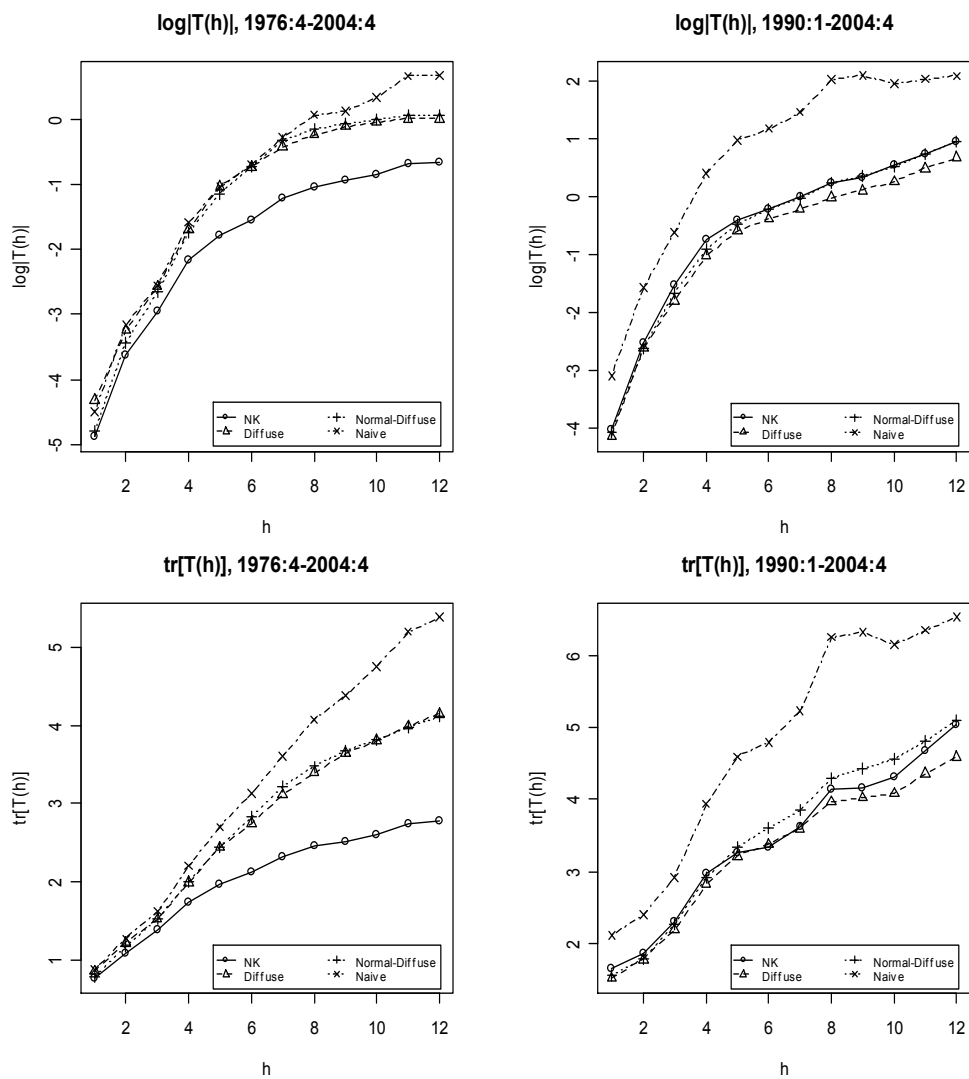 log|T(h)|, 1976:4-2004:4
log|T(h)|
0
-1
-2
-3
-4
-5
NK
Diffuse
Normal-Diffuse
Naive
2 4 6 8 10 12
h
log|T(h)|, 1990:1-2004:4
log|T(h)|
2
1
0
-1
-2
-3
-4
NK
Diffuse
Normal-Diffuse
Naive
2 4 6 8 10 12
h
tr[T(h)], 1976:4-2004:4
tr[T(h)]
5
4
3
2
1
NK
Diffuse
Normal-Diffuse
Naive
2 4 6 8 10 12
h
tr[T(h)], 1990:1-2004:4
tr[T(h)]
6
5
4
3
2
NK
Diffuse
Normal-Diffuse
Naive
2 4 6 8 10 12
h